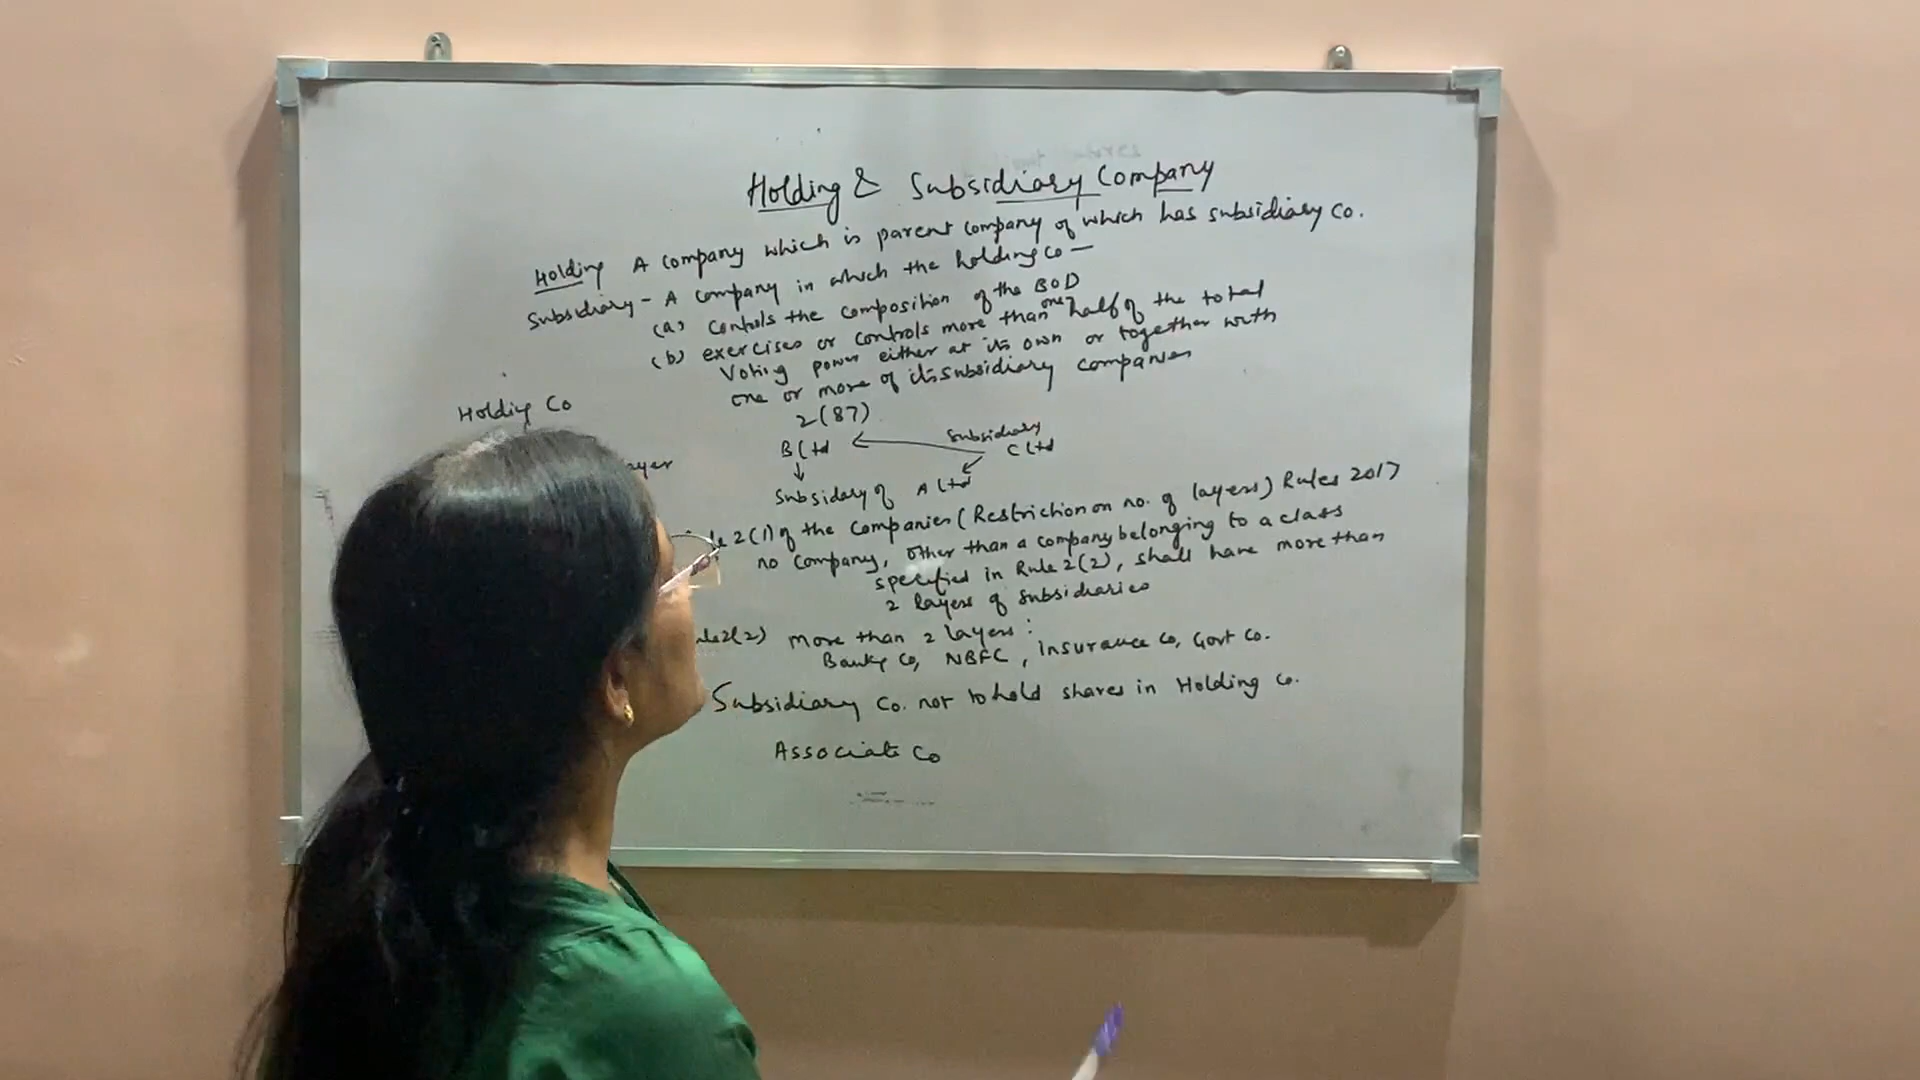 Holding & Subsidiary Company
Holding A Company which is parent company of which has subsidiary Co.
Subsidiary - A Company in which the holding Co —
(a) Controls the composition of the BOD
(b) exercises or controls more than one half of the total
Voting power either at its own or together with
one or more of its subsidiary companies
2(87)
Holding Co
B Ltd
Subsidiary
C Ltd
Subsidary of A Ltd
2(1) of the Companies (Restriction on no. of layers) Rules 2017
no Company, other than a company belonging to a class
specified in Rule 2(2), shall have more than
2 layers of subsidiaries
2(2) more than 2 layers:
Co, NBFC, insurance Co, Govt Co.
Subsidiary Co. not to hold shares in Holding Co.
Associate Co